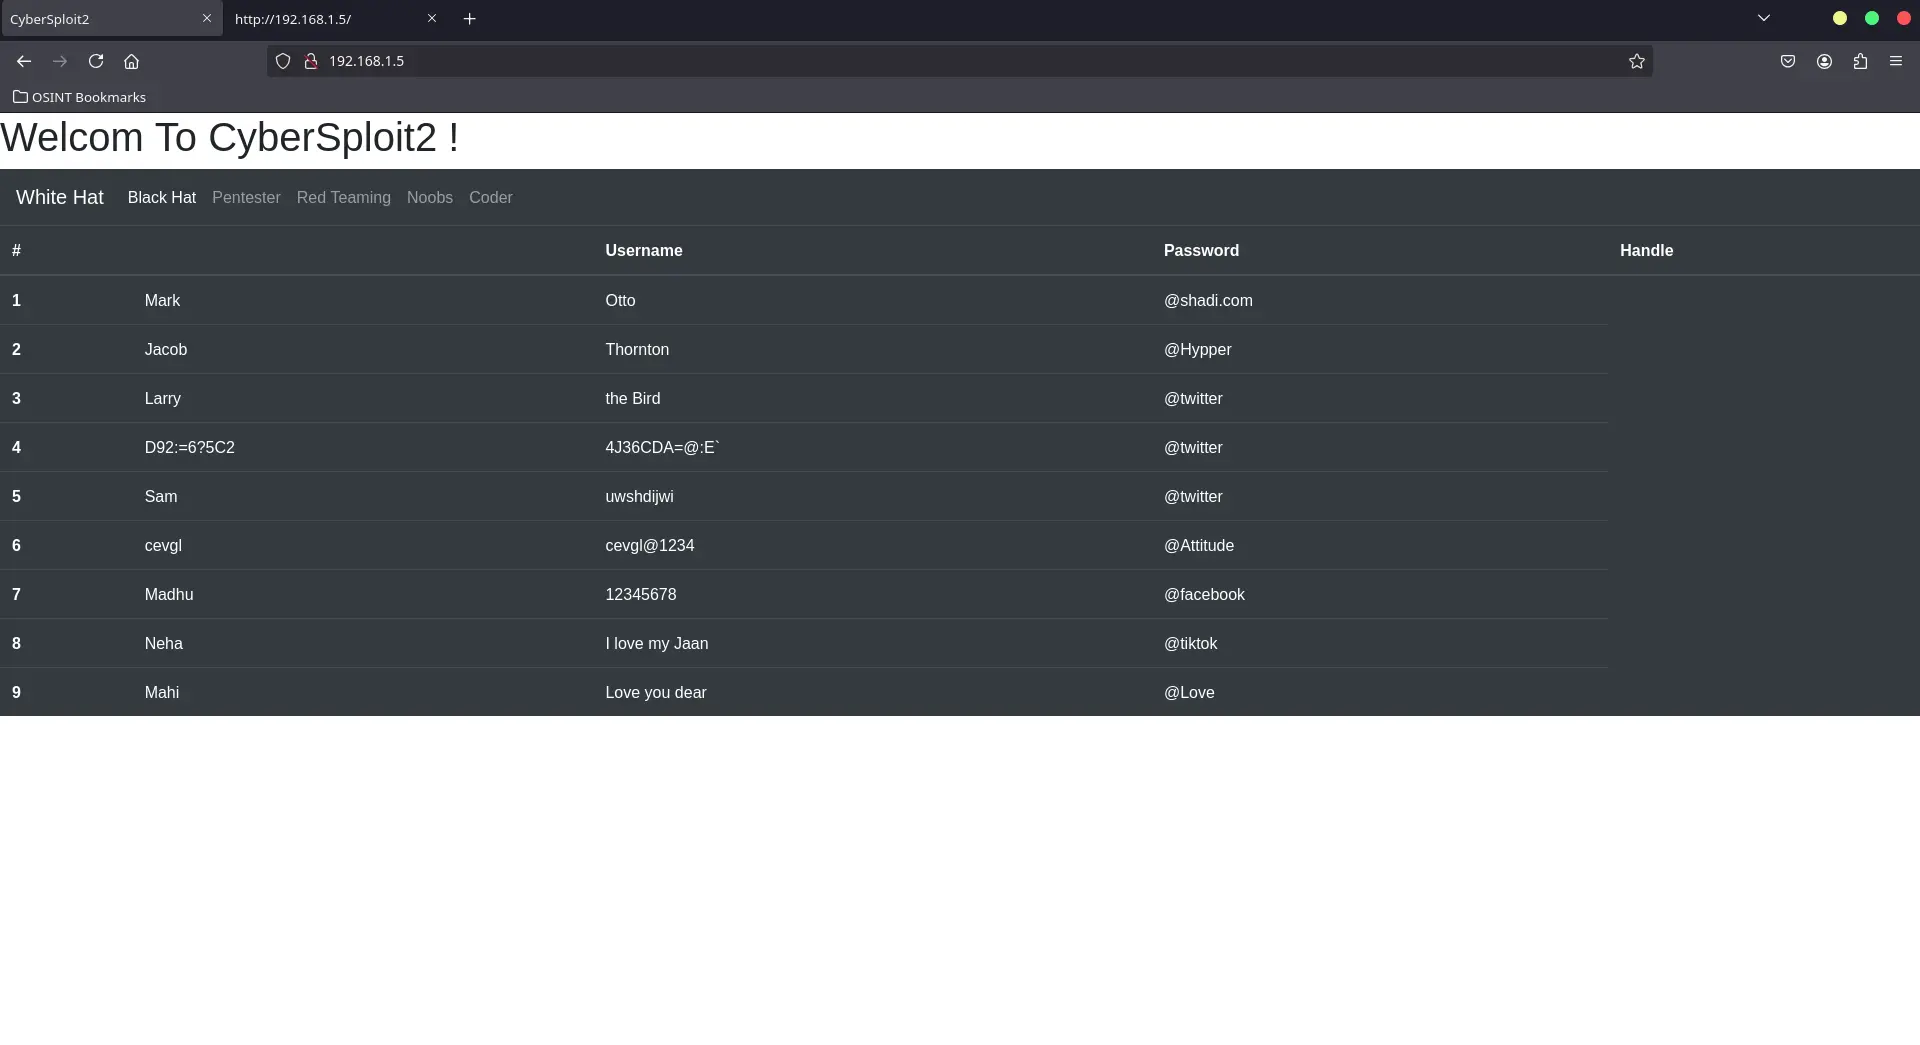 CyberSploit2
http://192.168.1.5/
192.168.1.5
OSINT Bookmarks
Welcom To CyberSploit2 !
White Hat Black Hat Pentester Red Teaming Noobs Coder
# Username Password Handle
1 Mark Otto @shadi.com
2 Jacob Thornton @Hypper
3 Larry the Bird @twitter
4 D92:=6?5C2 4J36CDA=@:E` @twitter
5 Sam uwshdijwi @twitter
6 cevgl cevgl@1234 @Attitude
7 Madhu 12345678 @facebook
8 Neha I love my Jaan @tiktok
9 Mahi Love you dear @Love